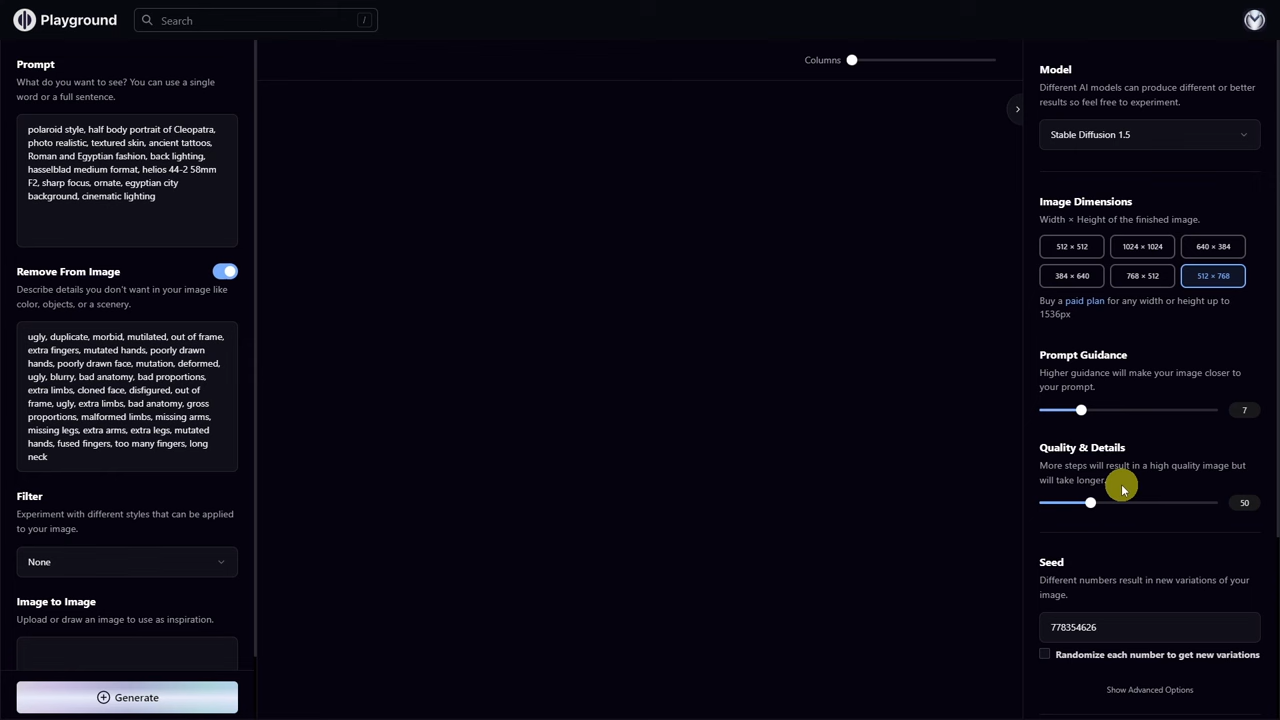 Playground
Search
/
Prompt
What do you want to see? You can use a single
word or a full sentence.
polaroid style, half body portrait of Cleopatra,
photo realistic, textured skin, ancient tattoos,
Roman and Egyptian fashion, back lighting,
hasselblad medium format, helios 44-2 58mm
F2, sharp focus, ornate, egyptian city
background, cinematic lighting
Remove From Image
Describe details you don't want in your image like
color, objects, or a scenery.
ugly, duplicate, morbid, mutilated, out of frame,
extra fingers, mutated hands, poorly drawn
hands, poorly drawn face, mutation, deformed,
ugly, blurry, bad anatomy, bad proportions,
extra limbs, cloned face, disfigured, out of
frame, ugly, extra limbs, bad anatomy, gross
proportions, malformed limbs, missing arms,
missing legs, extra arms, extra legs, mutated
hands, fused fingers, too many fingers, long
neck
Filter
Experiment with different styles that can be applied
to your image.
None
Image to Image
Upload or draw an image to use as inspiration.
Generate
Columns
Model
Different AI models can produce different or better
results so feel free to experiment.
Stable Diffusion 1.5
Image Dimensions
Width × Height of the finished image.
512 × 512
1024 × 1024
640 × 384
384 × 640
768 × 512
512 × 768
Buy a paid plan for any width or height up to
1536px
Prompt Guidance
Higher guidance will make your image closer to
your prompt.
7
Quality & Details
More steps will result in a high quality image but
will take longer.
50
Seed
Different numbers result in new variations of your
image.
778354626
Randomize each number to get new variations
Show Advanced Options